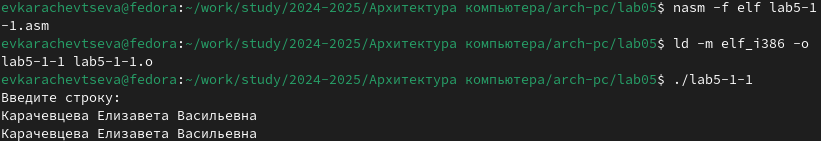 evkarachevtseva@fedora:~/work/study/2024-2025/Архитектура компьютера/arch-pc/lab05$ nasm -f elf lab5-1
-1.asm
evkarachevtseva@fedora:~/work/study/2024-2025/Архитектура компьютера/arch-pc/lab05$ ld -m elf_i386 -o
lab5-1-1 lab5-1-1.o
evkarachevtseva@fedora:~/work/study/2024-2025/Архитектура компьютера/arch-pc/lab05$ ./lab5-1-1
Введите строку:
Карачевцева Елизавета Васильевна
Карачевцева Елизавета Васильевна